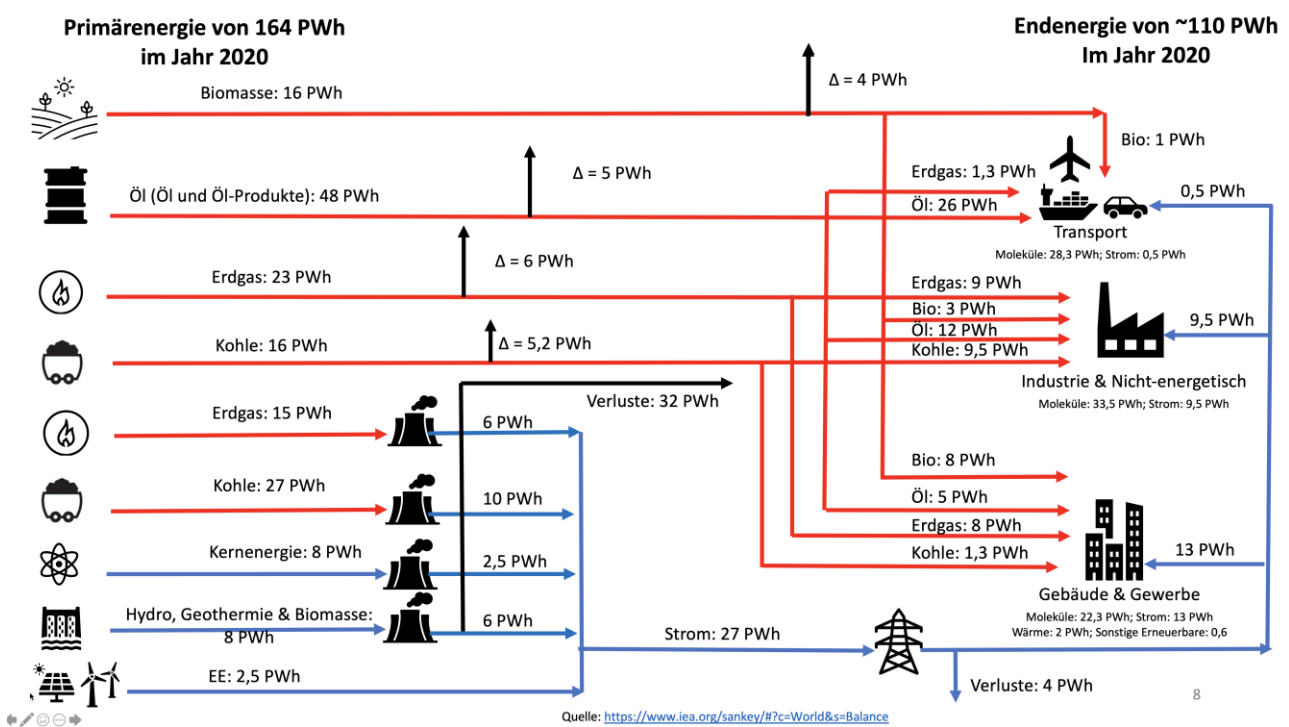 Primärenergie von 164 PWh
im Jahr 2020
Endenergie von ~110 PWh
Im Jahr 2020
Biomasse: 16 PWh
Δ = 4 PWh
Bio: 1 PWh
Öl (Öl und Öl-Produkte): 48 PWh
Δ = 5 PWh
Erdgas: 1,3 PWh
Öl: 26 PWh
0,5 PWh
Transport
Moleküle: 28,3 PWh; Strom: 0,5 PWh
Erdgas: 23 PWh
Δ = 6 PWh
Erdgas: 9 PWh
Bio: 3 PWh
Öl: 12 PWh
Kohle: 9,5 PWh
9,5 PWh
Industrie & Nicht-energetisch
Moleküle: 33,5 PWh; Strom: 9,5 PWh
Kohle: 16 PWh
Δ = 5,2 PWh
Verluste: 32 PWh
Erdgas: 15 PWh
6 PWh
Kohle: 27 PWh
10 PWh
Kernenergie: 8 PWh
2,5 PWh
Hydro, Geothermie & Biomasse:
8 PWh
6 PWh
EE: 2,5 PWh
Bio: 8 PWh
Öl: 5 PWh
Erdgas: 8 PWh
Kohle: 1,3 PWh
13 PWh
Gebäude & Gewerbe
Moleküle: 22,3 PWh; Strom: 13 PWh
Wärme: 2 PWh; Sonstige Erneuerbare: 0,6
Strom: 27 PWh
Verluste: 4 PWh
8
Quelle: https://www.iea.org/sankey/#?c=World&s=Balance